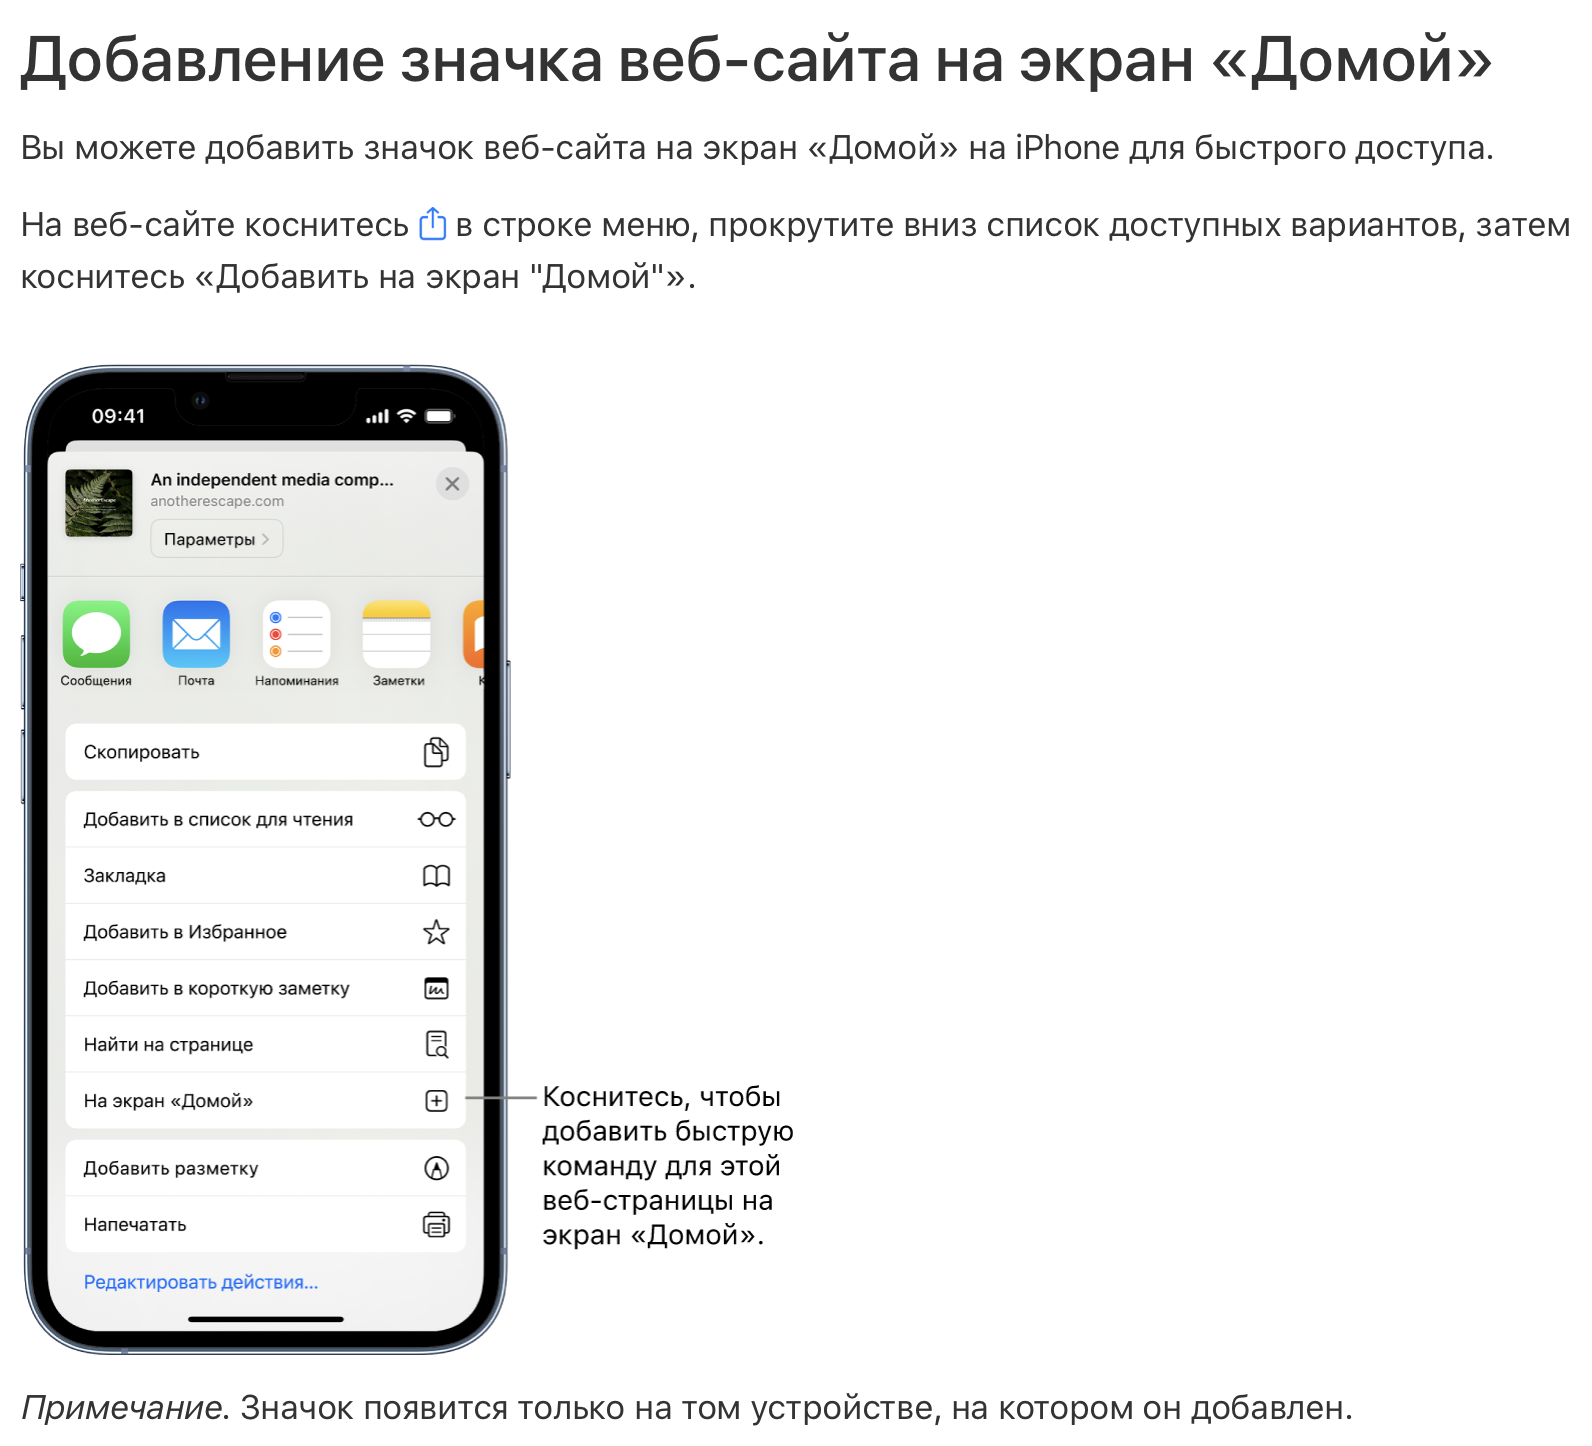 Добавление значка веб-сайта на экран «Домой»
Вы можете добавить значок веб-сайта на экран «Домой» на iPhone для быстрого доступа.
На веб-сайте коснитесь в строке меню, прокрутите вниз список доступных вариантов, затем
коснитесь «Добавить на экран "Домой"».
09:41
An independent media comp...
anotherescape.com
Параметры
Сообщения
Почта
Напоминания
Заметки
Скопировать
Добавить в список для чтения
Закладка
Добавить в Избранное
Добавить в короткую заметку
Найти на странице
На экран «Домой»
Добавить разметку
Напечатать
Редактировать действия...
Коснитесь, чтобы
добавить быструю
команду для этой
веб-страницы на
экран «Домой».
Примечание. Значок появится только на том устройстве, на котором он добавлен.